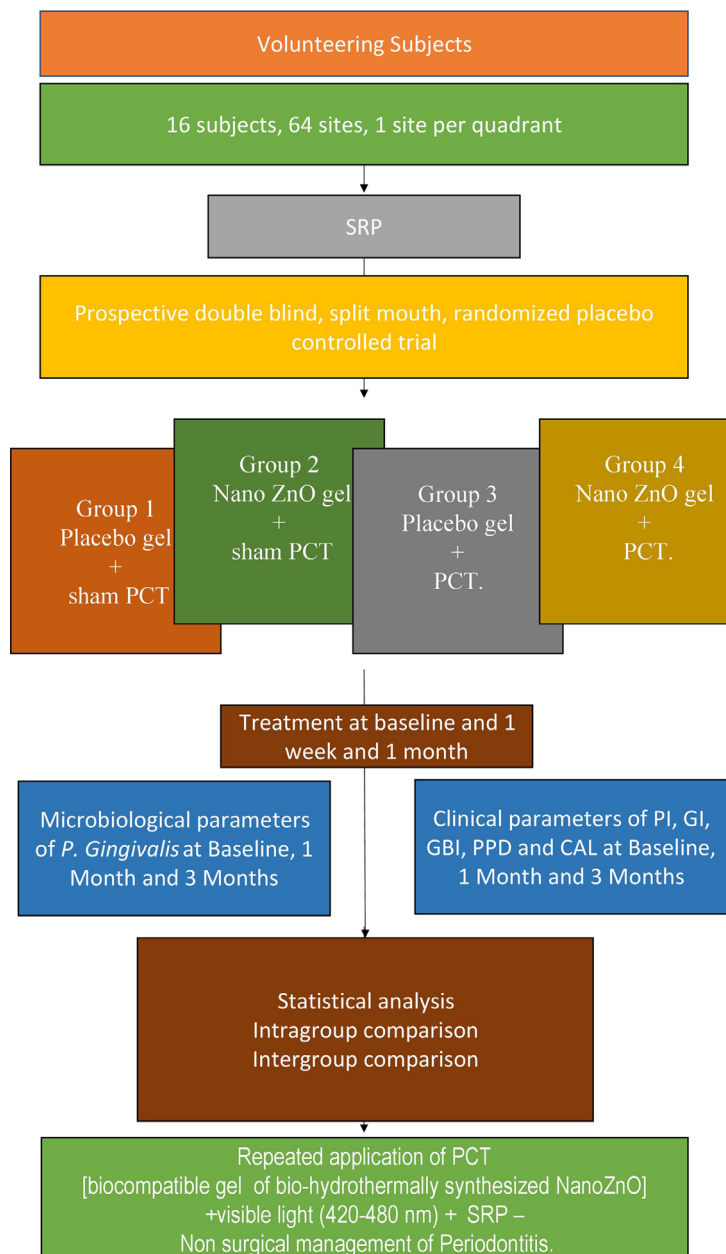 Volunteering Subjects
16 subjects, 64 sites, 1 site per quadrant
SRP
Prospective double blind, split mouth, randomized placebo
controlled trial
Group 1
Placebo gel
+
sham PCT
Group 2
Nano ZnO gel
+
sham PCT
Group 3
Placebo gel
+
PCT.
Group 4
Nano ZnO gel
+
PCT.
Treatment at baseline and 1
week and 1 month
Microbiological parameters
of P. Gingivalis at Baseline, 1
Month and 3 Months
Clinical parameters of PI, GI,
GBI, PPD and CAL at Baseline,
1 Month and 3 Months
Statistical analysis
Intragroup comparison
Intergroup comparison
Repeated application of PCT
[biocompatible gel of bio-hydrothermally synthesized NanoZnO]
+visible light (420-480 nm) + SRP –
Non surgical management of Periodontitis.